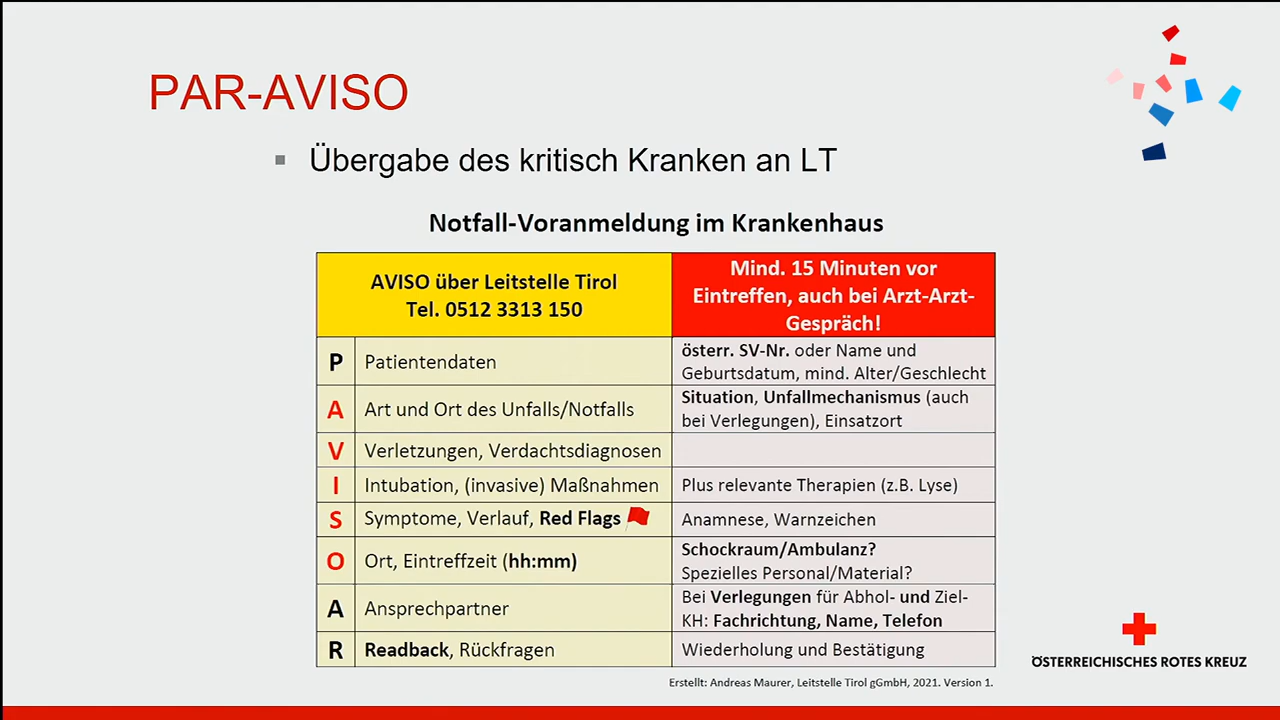 PAR-AVISO
Übergabe des kritisch Kranken an LT
Notfall-Voranmeldung im Krankenhaus
AVISO über Leitstelle Tirol
Tel. 0512 3313 150
Mind. 15 Minuten vor
Eintreffen, auch bei Arzt-Arzt-
Gespräch!
P
Patientendaten
österr. SV-Nr. oder Name und
Geburtsdatum, mind. Alter/Geschlecht
A
Art und Ort des Unfalls/Notfalls
Situation, Unfallmechanismus (auch
bei Verlegungen), Einsatzort
V
Verletzungen, Verdachtsdiagnosen
I
Intubation, (invasive) Maßnahmen
Plus relevante Therapien (z.B. Lyse)
S
Symptome, Verlauf, Red Flags
Anamnese, Warnzeichen
O
Ort, Eintreffzeit (hh:mm)
Schockraum/Ambulanz?
Spezielles Personal/Material?
A
Ansprechpartner
Bei Verlegungen für Abhol- und Ziel-
KH: Fachrichtung, Name, Telefon
R
Readback, Rückfragen
Wiederholung und Bestätigung
Erstellt: Andreas Maurer, Leitstelle Tirol gGmbH, 2021. Version 1.
ÖSTERREICHISCHES ROTES KREUZ